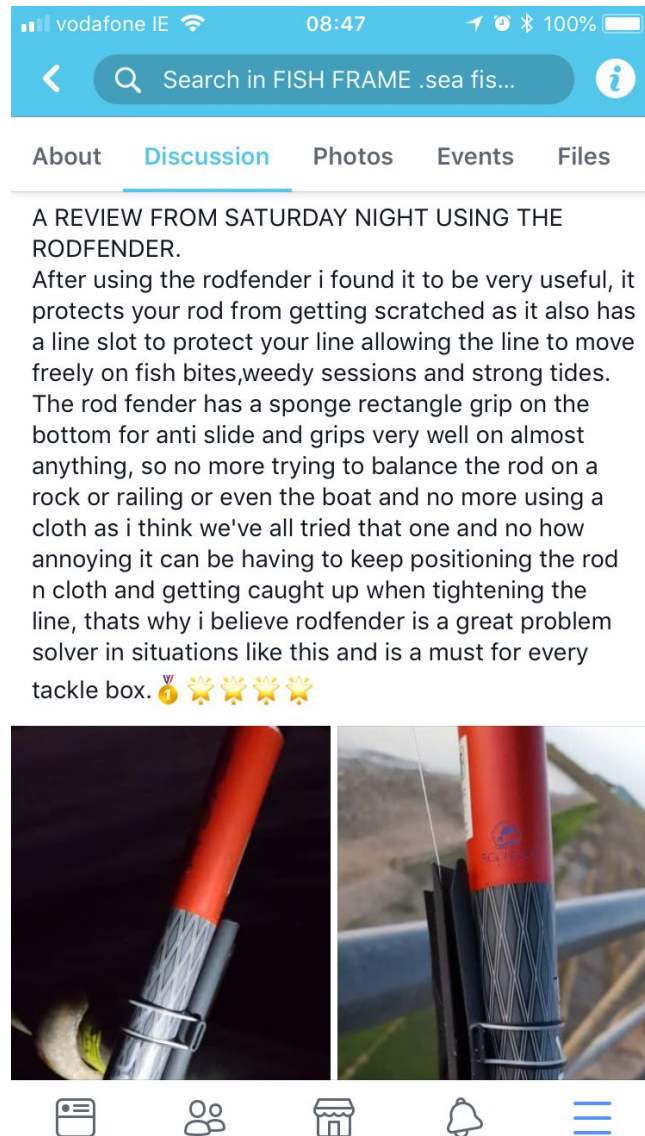 vodafone IE 08:47 100%
Search in FISH FRAME .sea fis...
About Discussion Photos Events Files
A REVIEW FROM SATURDAY NIGHT USING THE
RODFENDER.
After using the rodfender i found it to be very useful, it
protects your rod from getting scratched as it also has
a line slot to protect your line allowing the line to move
freely on fish bites,weedy sessions and strong tides.
The rod fender has a sponge rectangle grip on the
bottom for anti slide and grips very well on almost
anything, so no more trying to balance the rod on a
rock or railing or even the boat and no more using a
cloth as i think we've all tried that one and no how
annoying it can be having to keep positioning the rod
n cloth and getting caught up when tightening the
line, thats why i believe rodfender is a great problem
solver in situations like this and is a must for every
tackle box.🏅🌟🌟🌟🌟